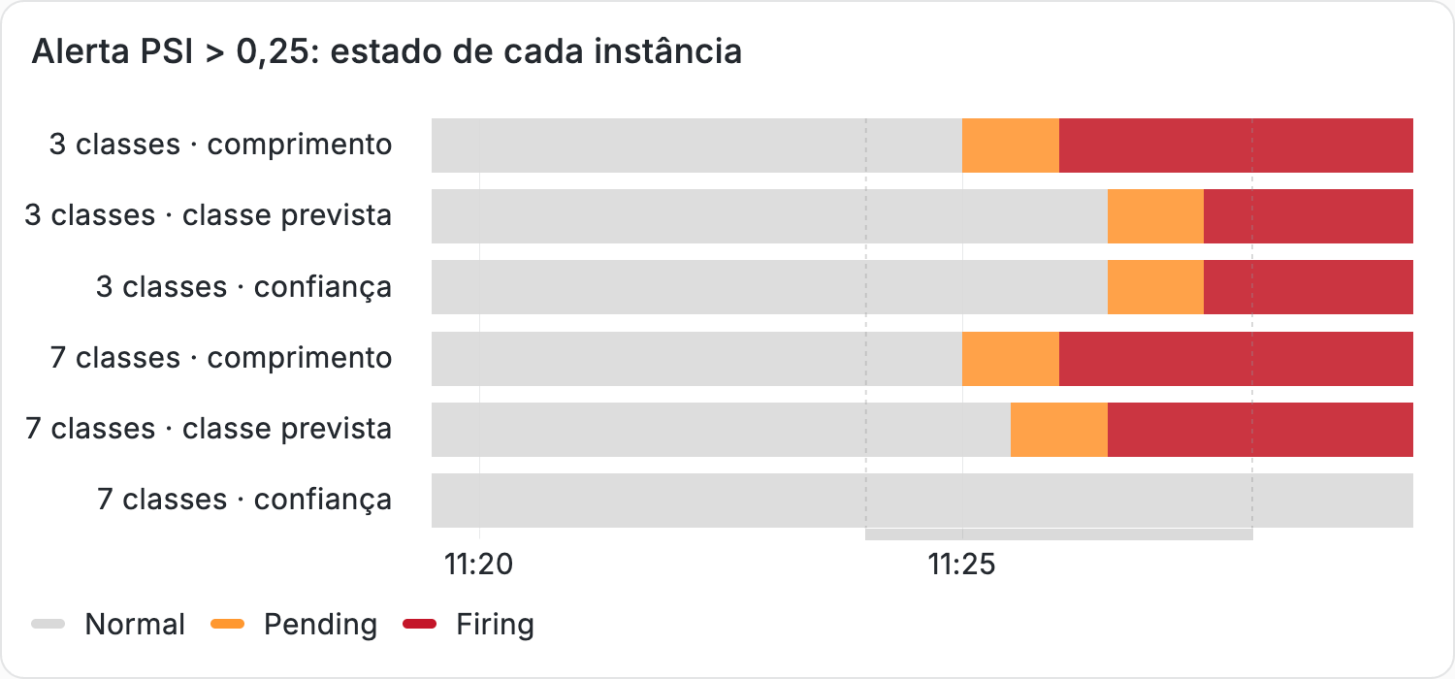 Alerta PSI > 0,25: estado de cada instância
3 classes · comprimento
3 classes · classe prevista
3 classes · confiança
7 classes · comprimento
7 classes · classe prevista
7 classes · confiança
11:20 11:25
Normal Pending Firing